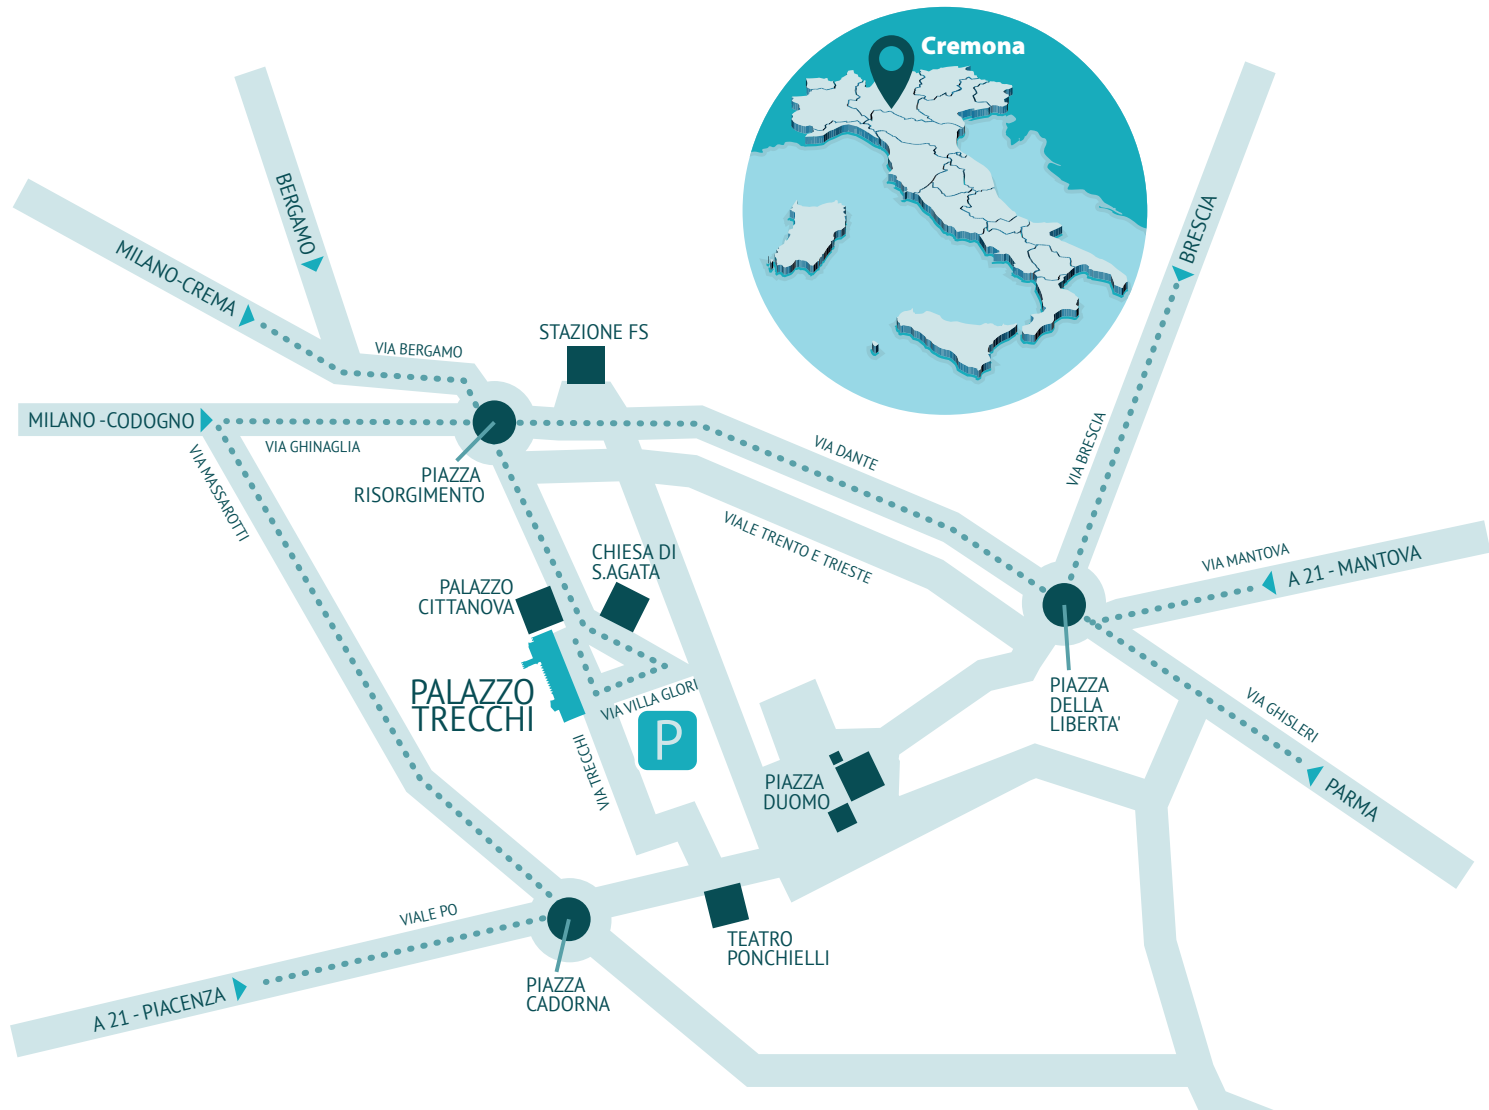 Cremona
BERGAMO
MILANO-CREMA
BRESCIA
STAZIONE FS
VIA BERGAMO
MILANO -CODOGNO
VIA GHINAGLIA
VIA MASSAROTTI
PIAZZA
RISORGIMENTO
VIA DANTE
VIA BRESCIA
VIALE TRENTO E TRIESTE
CHIESA DI
S.AGATA
VIA MANTOVA
A 21 - MANTOVA
PALAZZO
CITTANOVA
PALAZZO
TRECCHI
VIA VILLA GLORI
P
VIA TRECCHI
PIAZZA
DELLA
LIBERTA'
VIA GHISLERI
PARMA
PIAZZA
DUOMO
VIALE PO
TEATRO
PONCHIELLI
A 21 - PIACENZA
PIAZZA
CADORNA